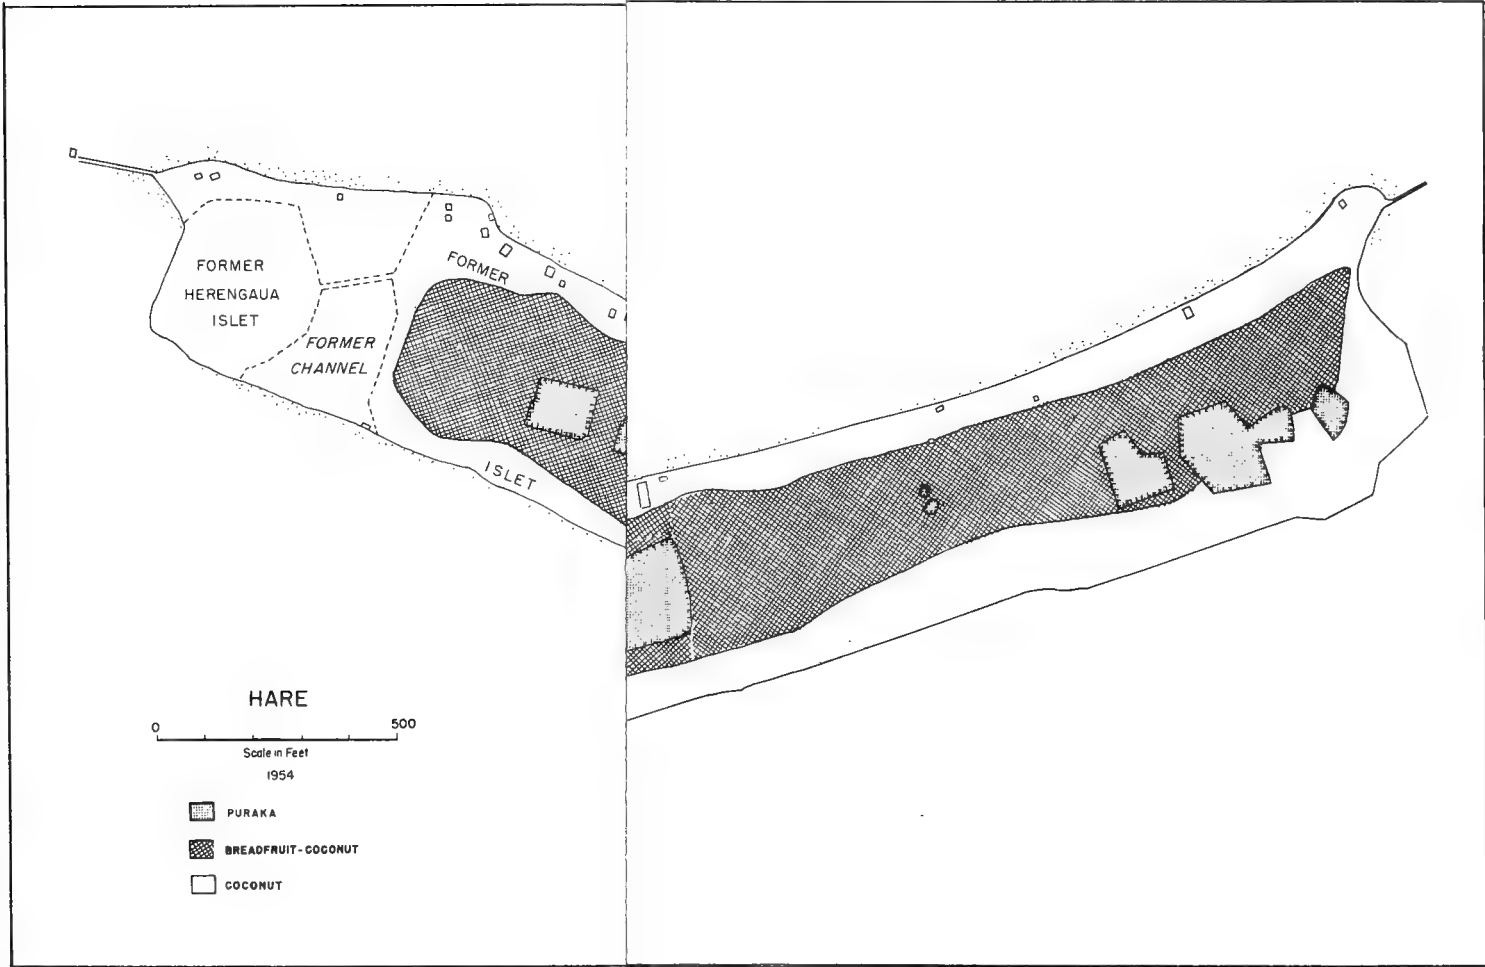 FORMER
HERENGAUA
ISLET
FORMER
CHANNEL
FORMER
ISLET
HARE
0 500
Scale in Feet
1954
PURAKA
BREADFRUIT-COCONUT
COCONUT